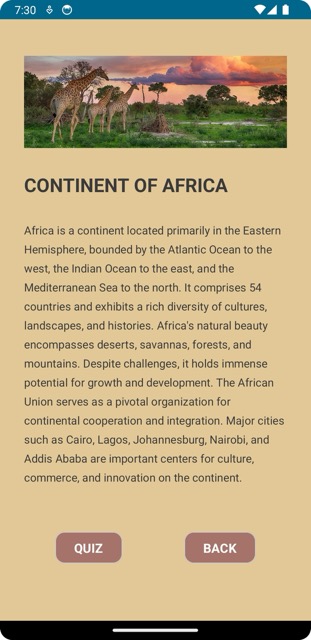 7:30
CONTINENT OF AFRICA
Africa is a continent located primarily in the Eastern
Hemisphere, bounded by the Atlantic Ocean to the
west, the Indian Ocean to the east, and the
Mediterranean Sea to the north. It comprises 54
countries and exhibits a rich diversity of cultures,
landscapes, and histories. Africa's natural beauty
encompasses deserts, savannas, forests, and
mountains. Despite challenges, it holds immense
potential for growth and development. The African
Union serves as a pivotal organization for
continental cooperation and integration. Major cities
such as Cairo, Lagos, Johannesburg, Nairobi, and
Addis Ababa are important centers for culture,
commerce, and innovation on the continent.
QUIZ BACK